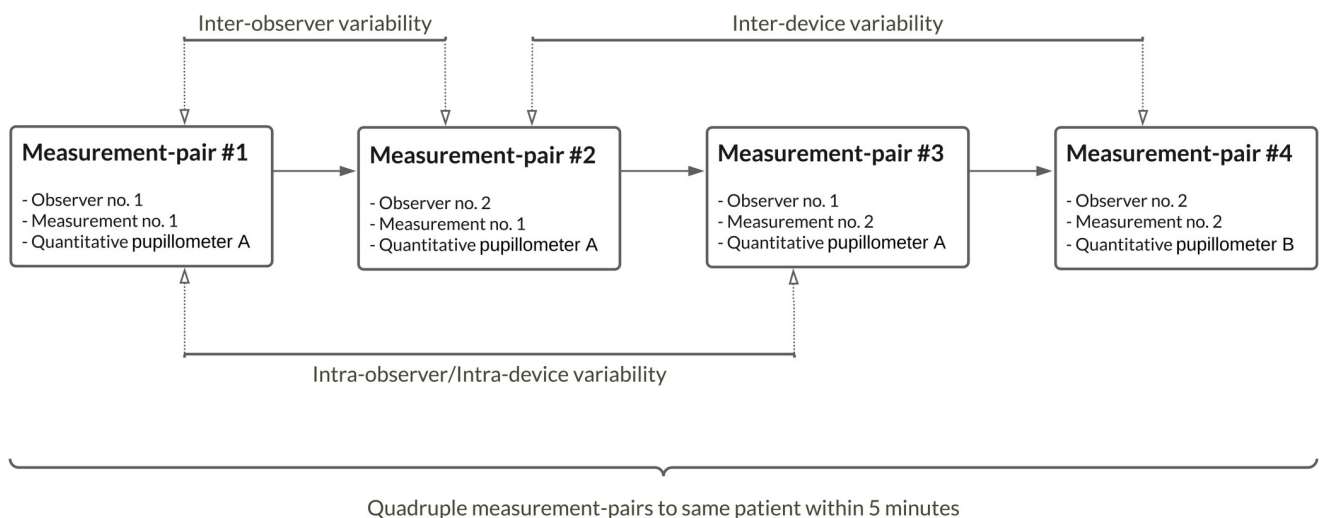 Inter-observer variability
Inter-device variability
Measurement-pair #1
- Observer no. 1
- Measurement no. 1
- Quantitative pupillometer A
Measurement-pair #2
- Observer no. 2
- Measurement no. 1
- Quantitative pupillometer A
Measurement-pair #3
- Observer no. 1
- Measurement no. 2
- Quantitative pupillometer A
Measurement-pair #4
- Observer no. 2
- Measurement no. 2
- Quantitative pupillometer B
Intra-observer/Intra-device variability
Quadruple measurement-pairs to same patient within 5 minutes